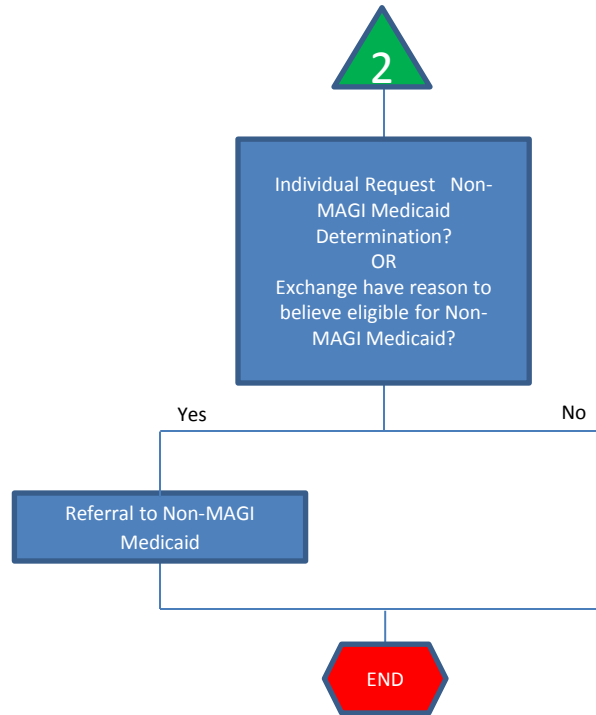 2
Individual Request Non-
MAGI Medicaid
Determination?
OR
Exchange have reason to
believe eligible for Non-
MAGI Medicaid?
Yes
No
Referral to Non-MAGI
Medicaid
END